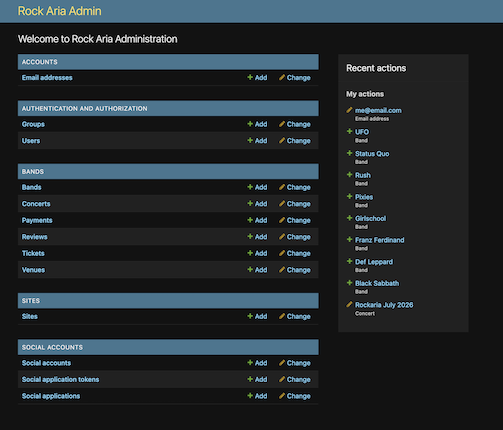 Rock Aria Admin
Welcome to Rock Aria Administration
ACCOUNTS
Email addresses + Add Change
AUTHENTICATION AND AUTHORIZATION
Groups + Add Change
Users + Add Change
BANDS
Bands + Add Change
Concerts + Add Change
Payments + Add Change
Reviews + Add Change
Tickets + Add Change
Venues + Add Change
SITES
Sites + Add Change
SOCIAL ACCOUNTS
Social accounts + Add Change
Social application tokens + Add Change
Social applications + Add Change
Recent actions
My actions
me@email.com
Email address
+ UFO
Band
+ Status Quo
Band
+ Rush
Band
+ Pixies
Band
+ Girlschool
Band
+ Franz Ferdinand
Band
+ Def Leppard
Band
+ Black Sabbath
Band
Rockaria July 2026
Concert